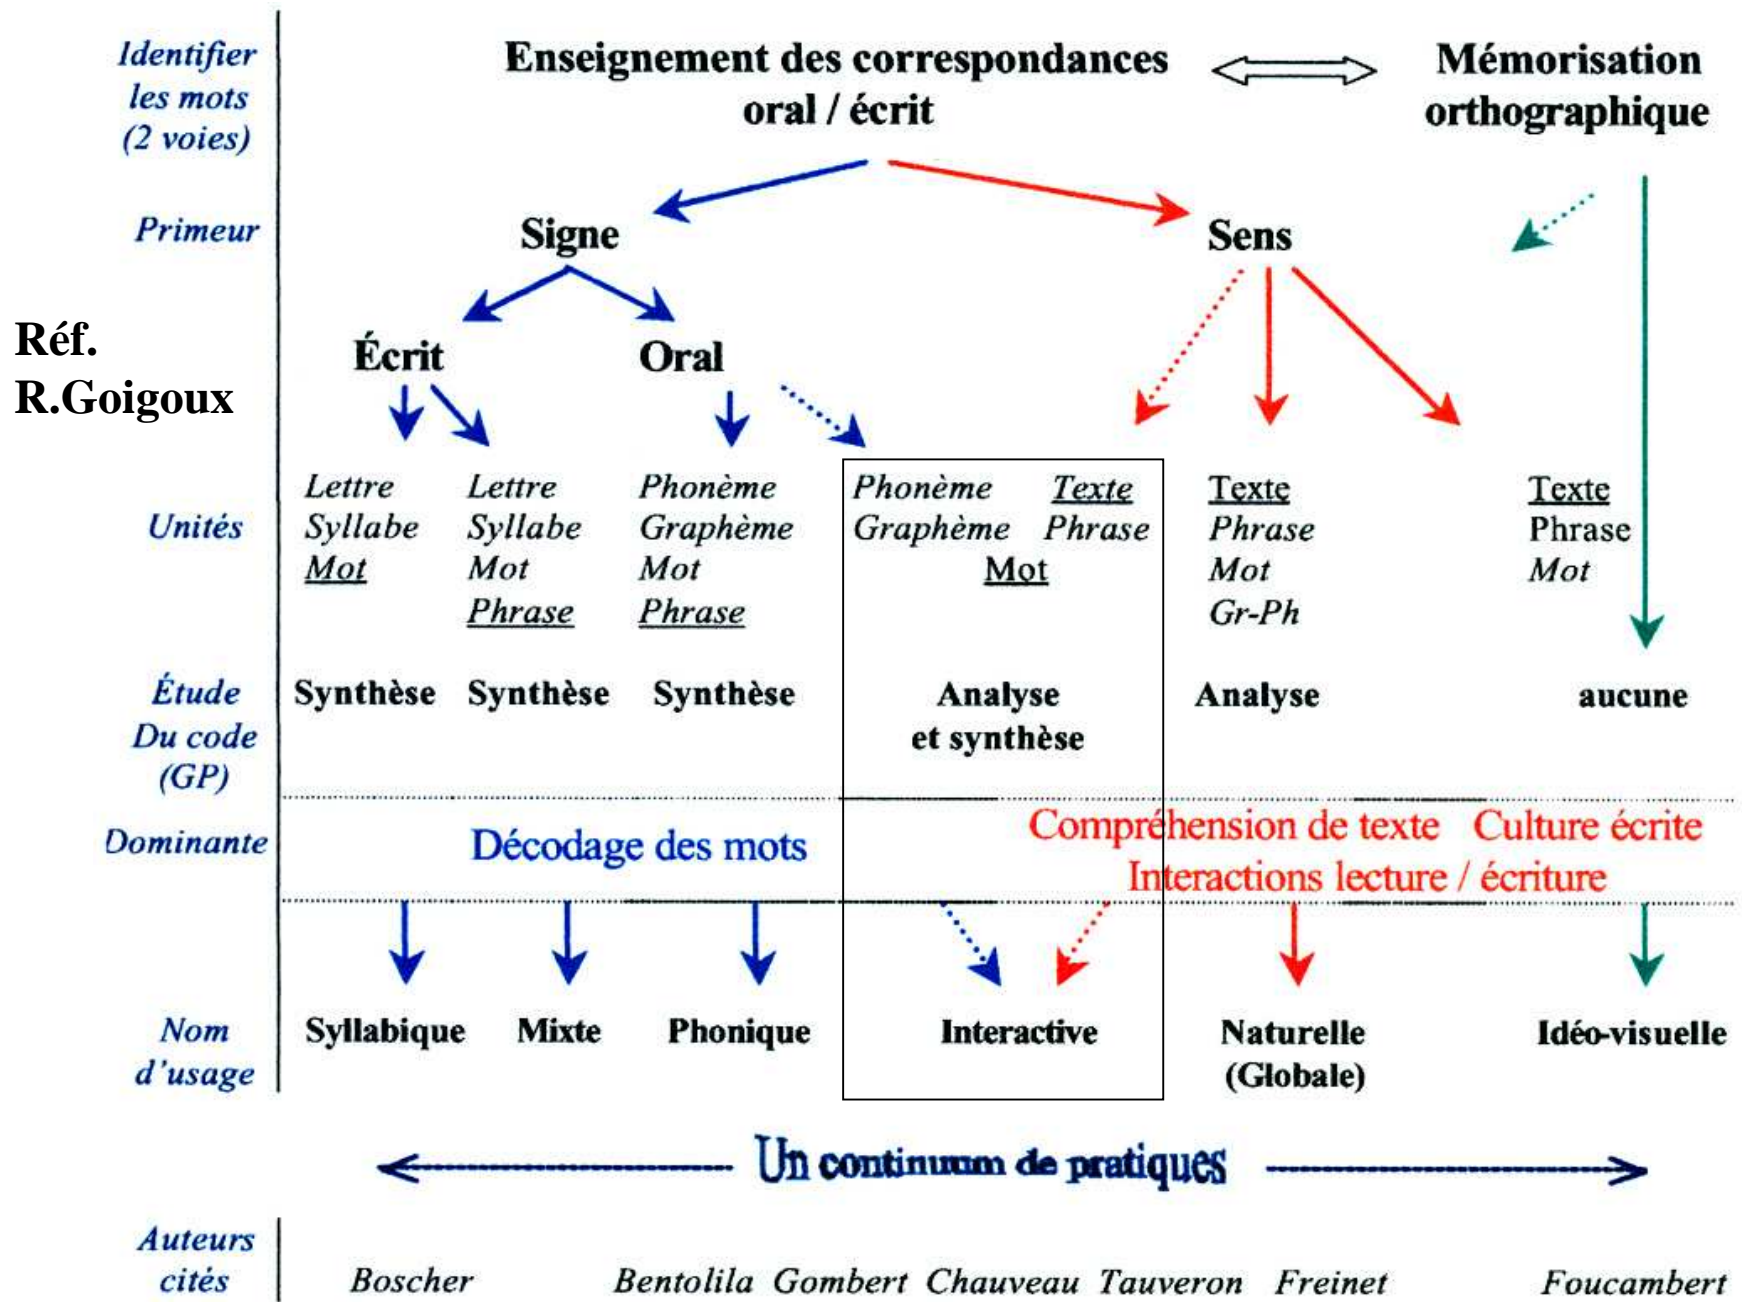 Identifier
les mots
(2 voies)
Enseignement des correspondances
oral / écrit
Mémorisation
orthographique
Primeur
Signe
Sens
Réf.
R.Goigoux
Écrit
Oral
Unités
Lettre
Syllabe
Mot
Lettre
Syllabe
Mot
Phrase
Phonème
Graphème
Mot
Phrase
Phonème Texte
Graphème Phrase
Mot
Texte
Phrase
Mot
Gr-Ph
Texte
Phrase
Mot
Étude
Du code
(GP)
Synthèse
Synthèse
Synthèse
Analyse
et synthèse
Analyse
aucune
Dominante
Décodage des mots
Compréhension de texte Culture écrite
Interactions lecture / écriture
Nom
d'usage
Syllabique
Mixte
Phonique
Interactive
Naturelle
(Globale)
Idéo-visuelle
Un continuum de pratiques
Auteurs
cités
Boscher Bentolila Gombert Chauveau Tauveron Freinet Foucambert